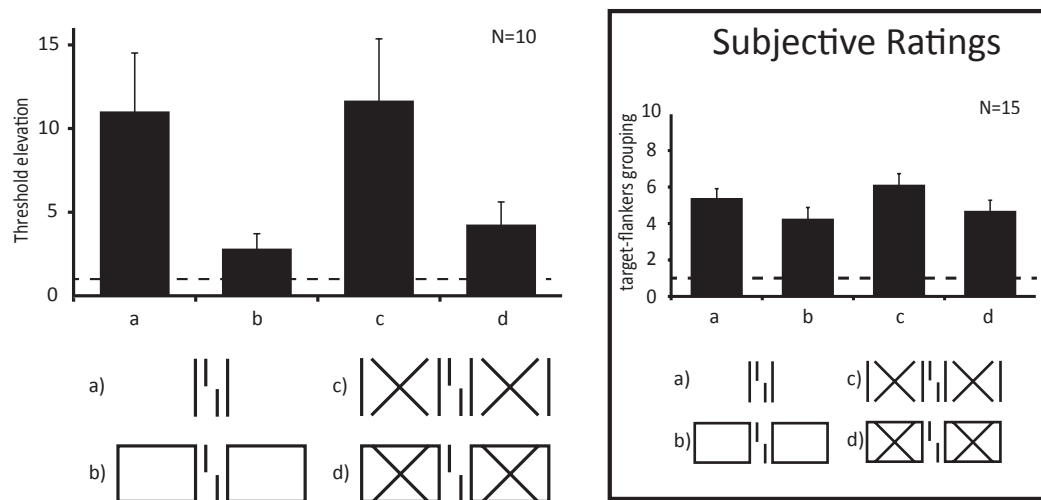 15
10
5
0
Threshold elevation
N=10
a b c d
a)
c)
b)
d)
Subjective Ratings
10
8
6
4
2
0
target-flankers grouping
N=15
a b c d
a)
c)
b)
d)